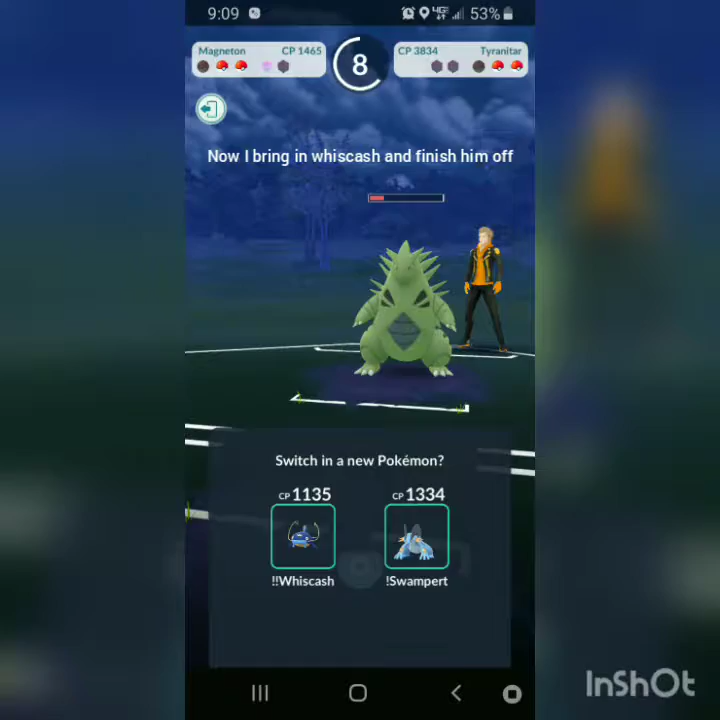 9:09
4G
53%
Magneton CP 1465
8
CP 3834 Tyranitar
Now I bring in whiscash and finish him off
Switch in a new Pokémon?
CP 1135 CP 1334
!!Whiscash !Swampert
InShOt